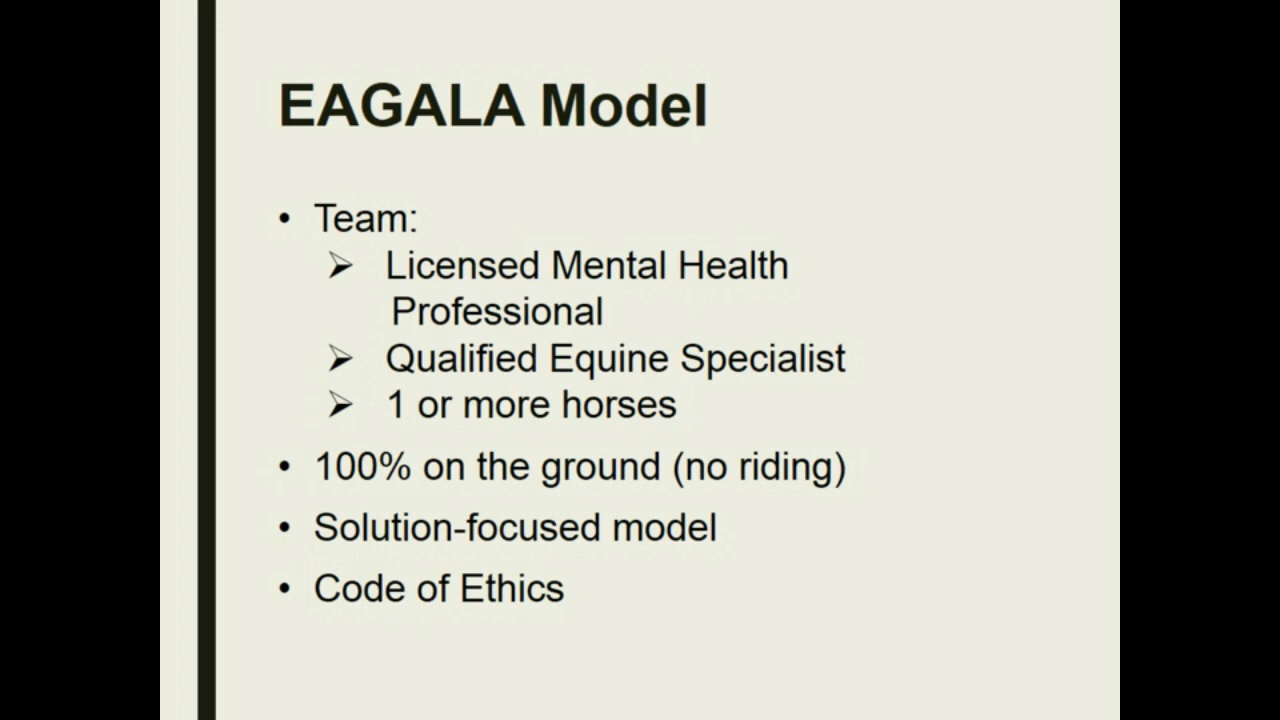 EAGALA Model
• Team:
➢ Licensed Mental Health
Professional
➢ Qualified Equine Specialist
➢ 1 or more horses
• 100% on the ground (no riding)
• Solution-focused model
• Code of Ethics